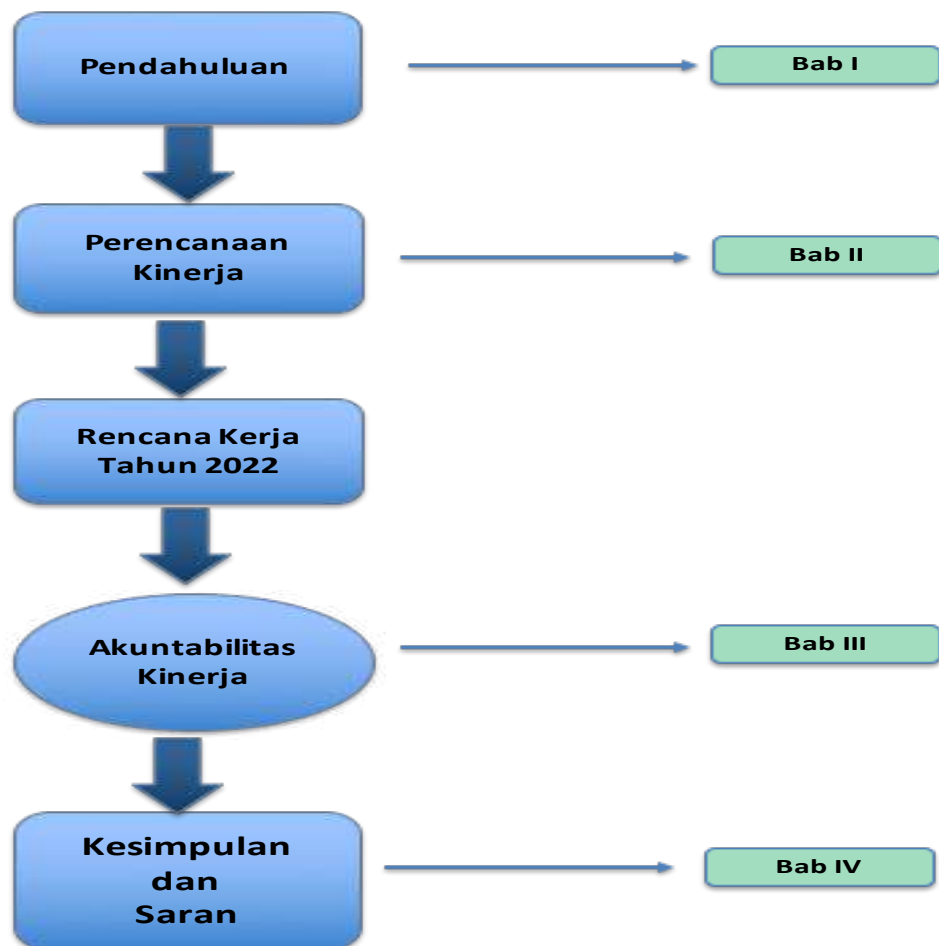 Pendahuluan
Bab I
Perencanaan
Kinerja
Bab II
Rencana Kerja
Tahun 2022
Akuntabilitas
Kinerja
Bab III
Kesimpulan
dan
Saran
Bab IV